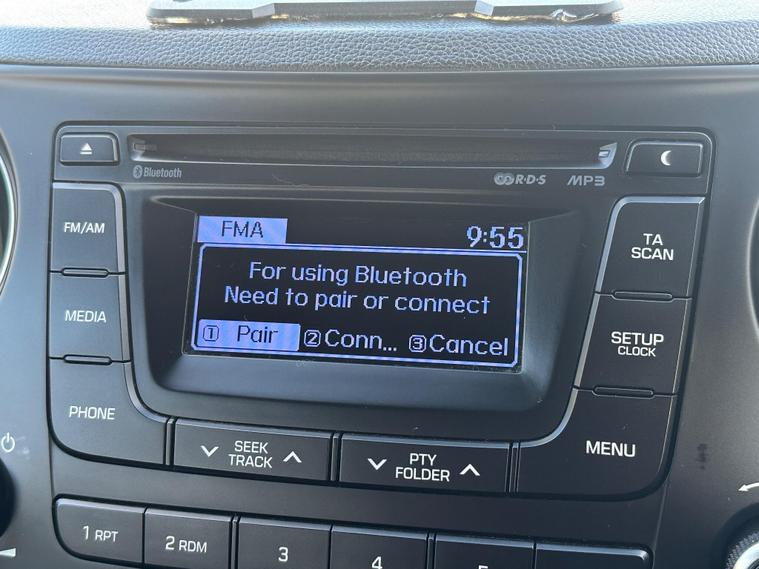 Bluetooth
R·D·S
MP3
FM/AM
FMA
9:55
TA
SCAN
For using Bluetooth
Need to pair or connect
MEDIA
1 Pair 2 Conn... 3 Cancel
SETUP
CLOCK
PHONE
SEEK
TRACK
PTY
FOLDER
MENU
1 RPT
2 RDM
3
4